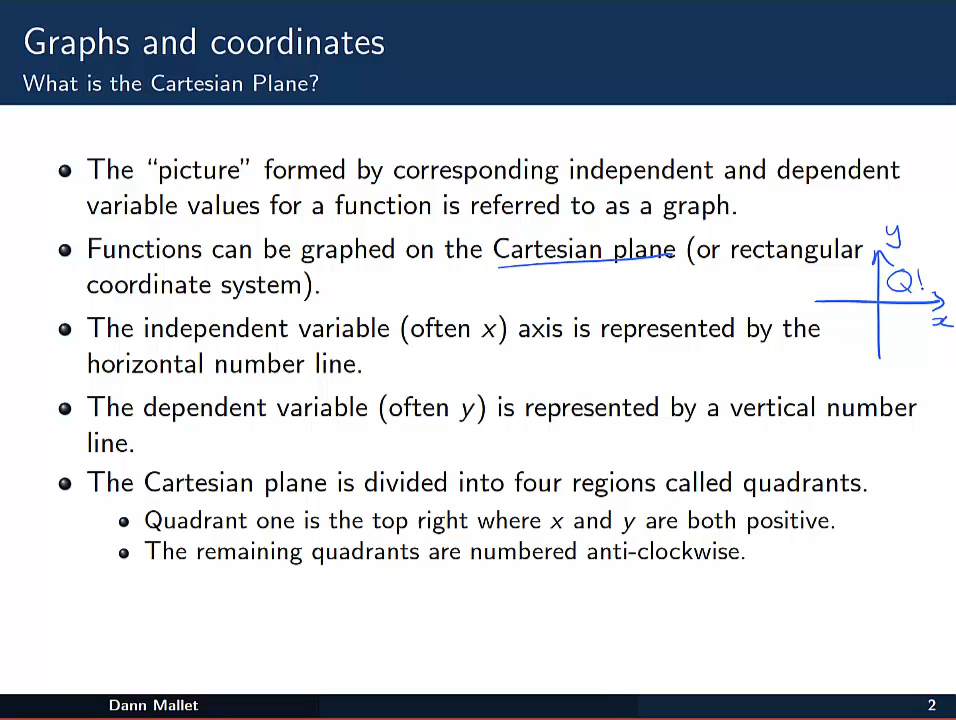 Graphs and coordinates
What is the Cartesian Plane?
The “picture” formed by corresponding independent and dependent
variable values for a function is referred to as a graph.
Functions can be graphed on the Cartesian plane (or rectangular
coordinate system).
y
Q!
x
The independent variable (often x) axis is represented by the
horizontal number line.
The dependent variable (often y) is represented by a vertical number
line.
The Cartesian plane is divided into four regions called quadrants.
Quadrant one is the top right where x and y are both positive.
The remaining quadrants are numbered anti-clockwise.
Dann Mallet
2